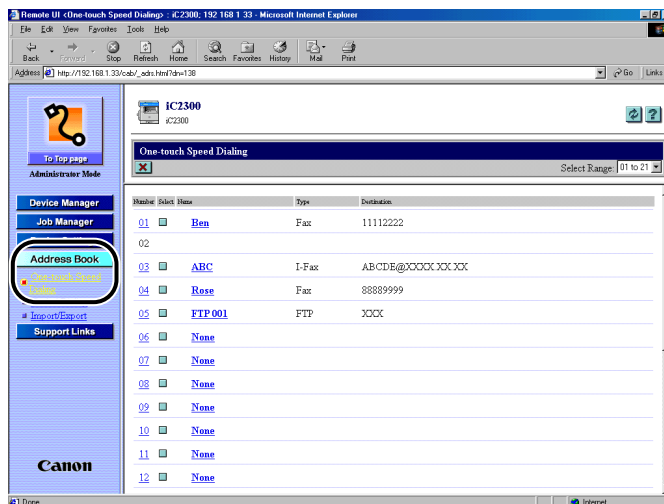 Remote UI <One-touch Speed Dialing> : iC2300; 192 168 1 33 - Microsoft Internet Explorer
File Edit View Favorites Tools Help
Back Forward Stop Refresh Home Search Favorites History Mail Print
Address http://192.168.1.33/cab/_adrs.html?dn=138 Go Links
To Top page
Administrator Mode
Device Manager
Job Manager
Address Book
One-touch Speed
Dialing
Import/Export
Support Links
Canon
iC2300
iC2300
One-touch Speed Dialing
Select Range: 01 to 21
Number Select Name Type Destination
01 Ben Fax 11112222
02
03 ABC I-Fax ABCDE@XXXX.XX.XX
04 Rose Fax 88889999
05 FTP 001 FTP XXX
06 None
07 None
08 None
09 None
10 None
11 None
12 None
Done Internet